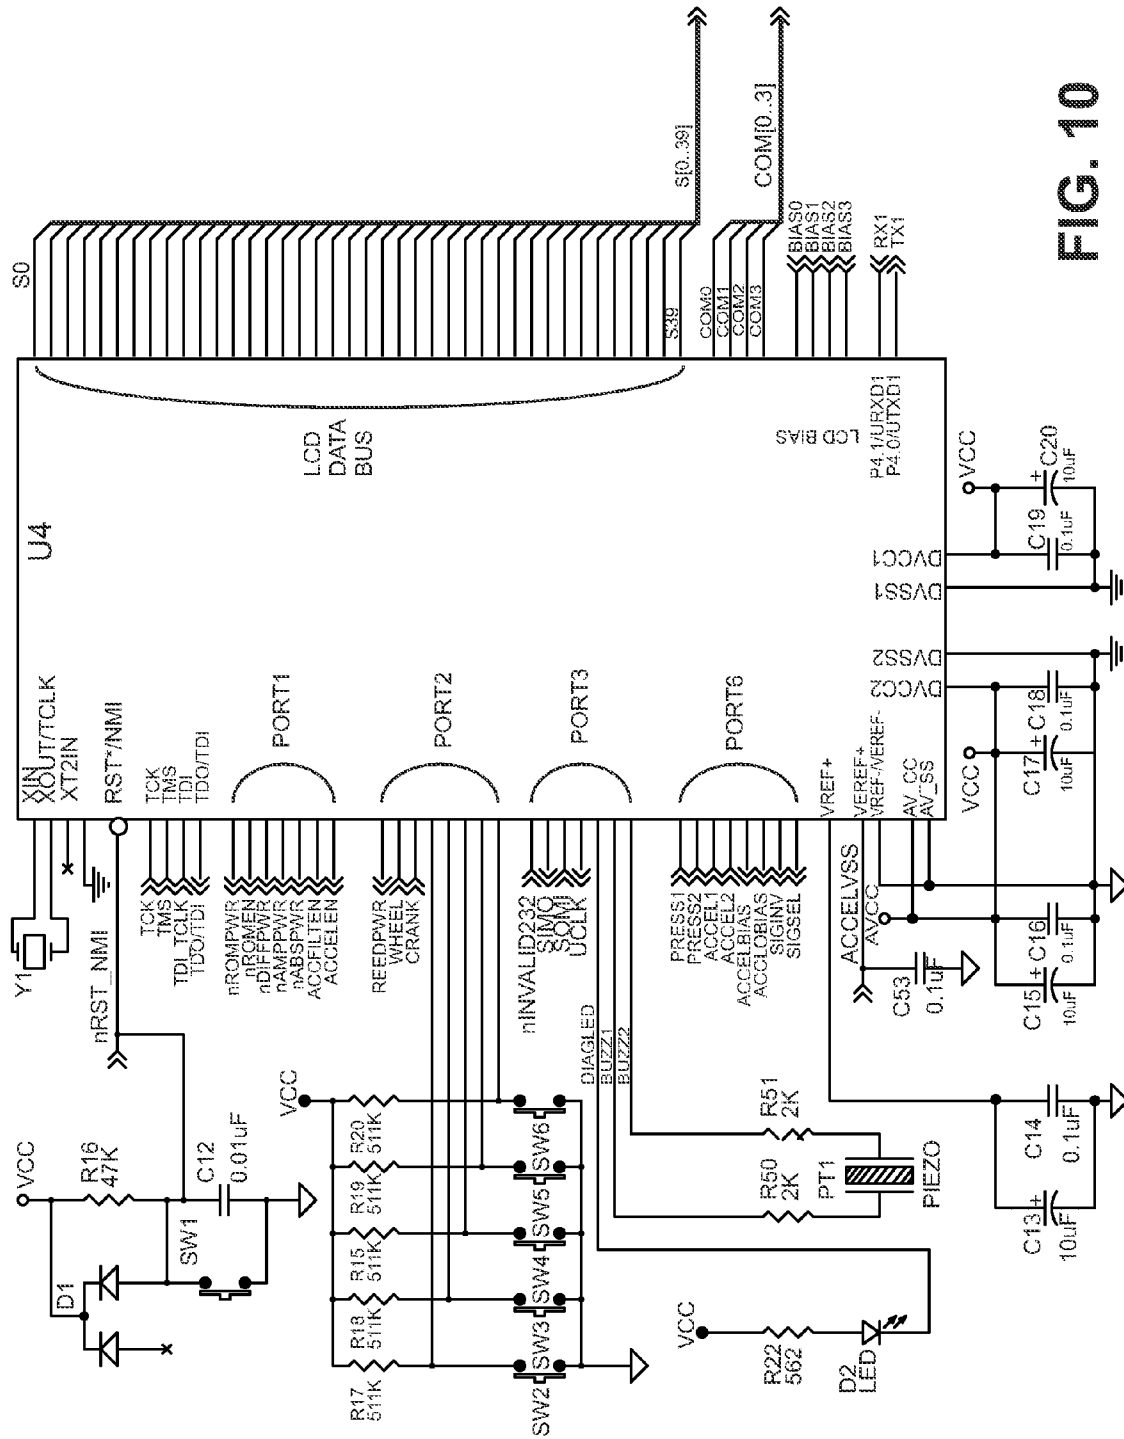 FIG. 10
S0
S[0..39]
COM[0..3]
S39
COM0
COM1
COM2
COM3
BIAS0
BIAS1
BIAS2
BIAS3
RX1
TX1
U4
LCD
DATA
BUS
LCD BIAS
P4.1/URXD1
P4.0/UTXD1
XIN
XOUT/TCLK
XT2IN
RST*/NMI
TCK
TMS
TDI
TDO/TDI
PORT1
PORT2
PORT3
PORT6
VREF+
VEREF+
VREF-/VEREF-
AV_CC
AV_SS
DVCC2
DVSS2
DVSS1
DVCC1
Y1
nRST_NMI
TCK
TMS
TDI_TCLK
TDO/TDI
nROMPWR
nROMEN
nDIFFPWR
nAMPPWR
nABSPWR
ACCFILTEN
ACCELEN
REEDPWR
WHEEL
CRANK
nINVALID232
SIMO
SOMI
UCLK
DIAGLED
BUZZ1
BUZZ2
PRESS1
PRESS2
ACCEL1
ACCEL2
ACCELBIAS
ACCLOBIAS
SIGINV
SIGSEL
ACCELVSS
AVCC
C53
0.1uF
VCC
C19
0.1uF
C20
10uF
VCC
C17
10uF
C18
0.1uF
C15
10uF
C16
0.1uF
C13
10uF
C14
0.1uF
VCC
R16
47K
C12
0.01uF
SW1
D1
VCC
R17
511K
R18
511K
R15
511K
R19
511K
R20
511K
SW2
SW3
SW4
SW5
SW6
R50
2K
R51
2K
PT1
PIEZO
VCC
R22
562
D2
LED